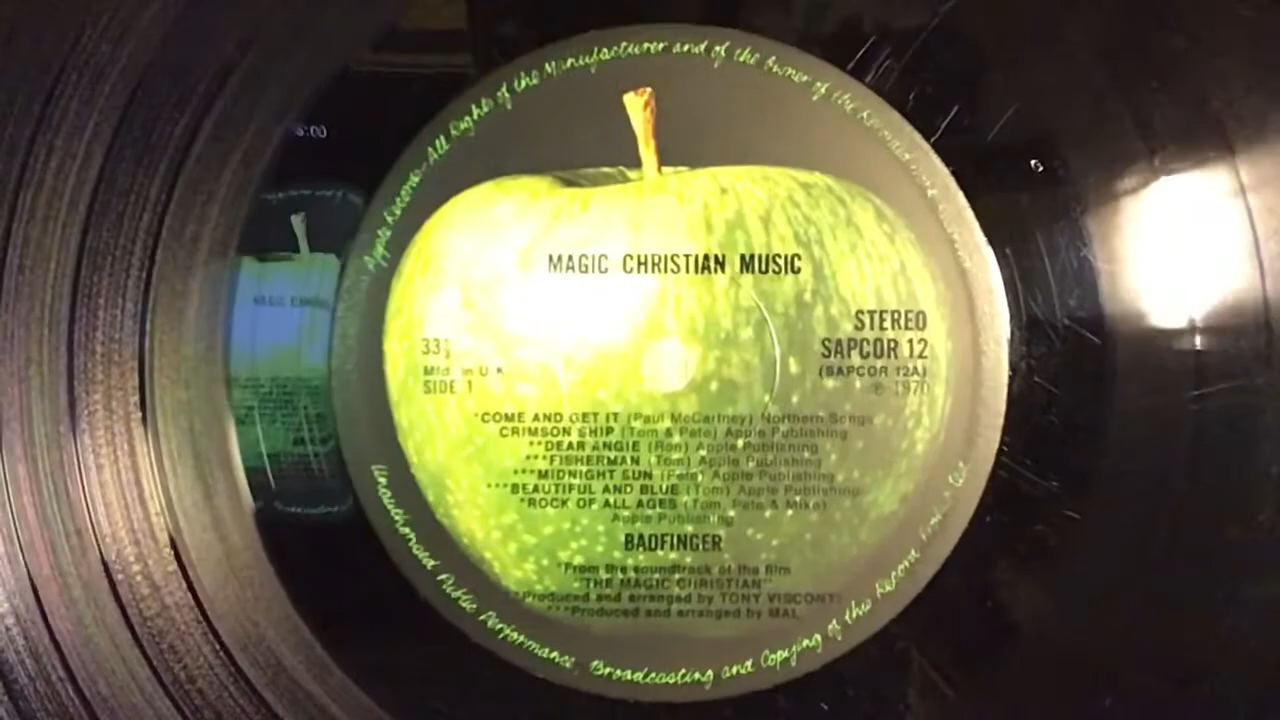 Apple Records—All Rights of the Manufacturer and of the Owner of the Recorded Work
MAGIC CHRISTIAN MUSIC
STEREO
33⅓
SAPCOR 12
Mfd. in U.K.
(SAPCOR 12A)
SIDE 1
℗ 1970
*COME AND GET IT (Paul McCartney) Northern Songs
CRIMSON SHIP (Tom & Pete) Apple Publishing
**DEAR ANGIE (Ron) Apple Publishing
***FISHERMAN (Tom) Apple Publishing
***MIDNIGHT SUN (Pete) Apple Publishing
***BEAUTIFUL AND BLUE (Tom) Apple Publishing
*ROCK OF ALL AGES (Tom, Pete & Mike)
Apple Publishing
BADFINGER
*From the soundtrack of the film
"THE MAGIC CHRISTIAN"
**Produced and arranged by TONY VISCONTI
***Produced and arranged by MAL
Unauthorised Public Performance, Broadcasting and Copying of this Record
:00
MAGIC